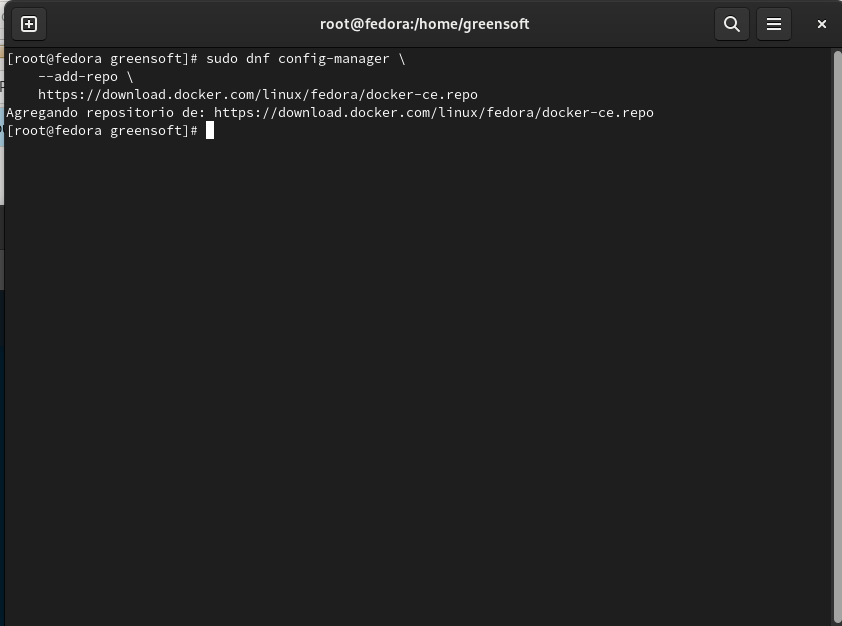 root@fedora:/home/greensoft
[root@fedora greensoft]# sudo dnf config-manager \
    --add-repo \
    https://download.docker.com/linux/fedora/docker-ce.repo
Agregando repositorio de: https://download.docker.com/linux/fedora/docker-ce.repo
[root@fedora greensoft]#